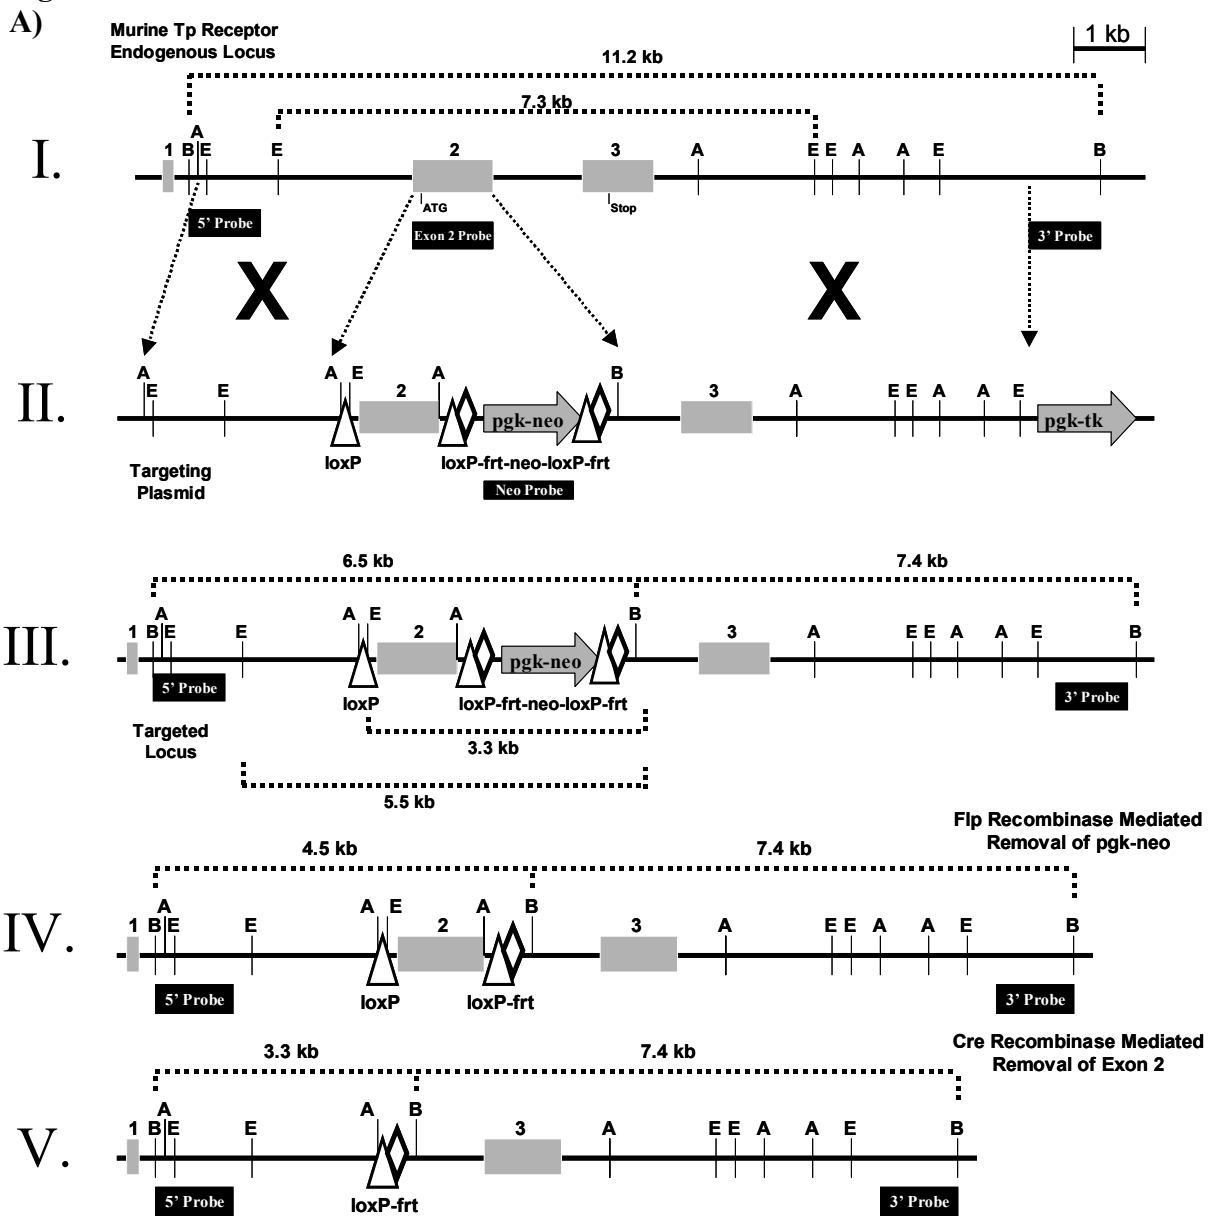 A)
Murine Tp Receptor
Endogenous Locus
1 kb
11.2 kb
7.3 kb
I.
1 B A E E 2 3 A E E A A E B
ATG
Stop
5' Probe
Exon 2 Probe
3' Probe
X X
II.
A E E A E 2 A B 3 A E E A A E
pgk-neo
pgk-tk
loxP
loxP-frt-neo-loxP-frt
Neo Probe
Targeting
Plasmid
6.5 kb
7.4 kb
III.
1 B A E E A E 2 A B 3 A E E A A E B
pgk-neo
5' Probe
3' Probe
loxP
loxP-frt-neo-loxP-frt
Targeted
Locus
3.3 kb
5.5 kb
Flp Recombinase Mediated
Removal of pgk-neo
4.5 kb
7.4 kb
IV.
1 B A E E A E 2 A B 3 A E E A A E B
5' Probe
loxP
loxP-frt
3' Probe
Cre Recombinase Mediated
Removal of Exon 2
3.3 kb
7.4 kb
V.
1 B A E E A B 3 A E E A A E B
5' Probe
loxP-frt
3' Probe